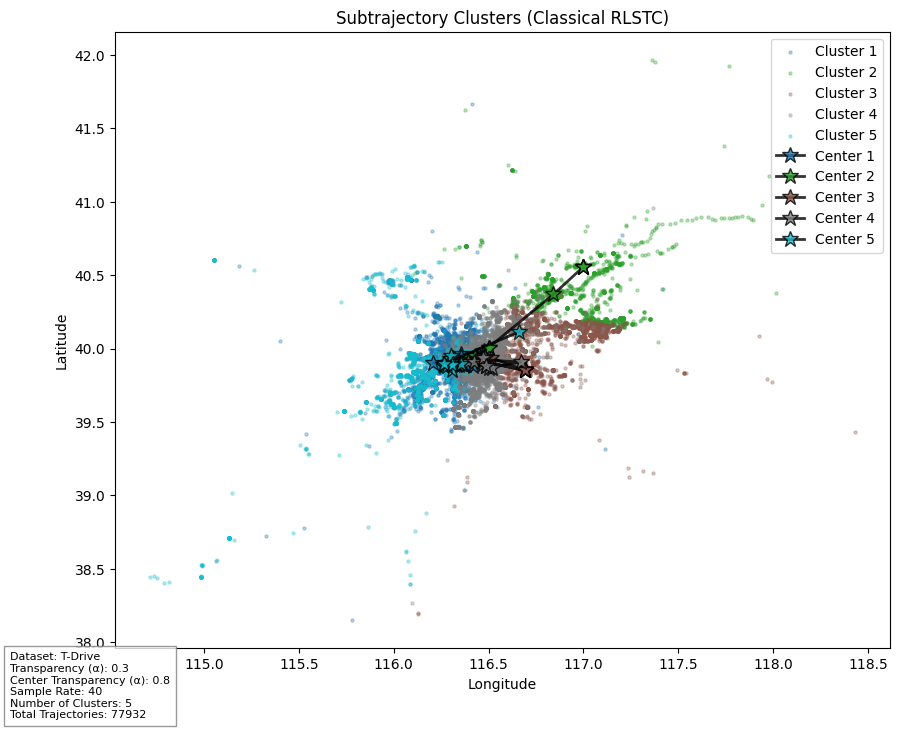 Subtrajectory Clusters (Classical RLSTC)
Cluster 1
Cluster 2
Cluster 3
Cluster 4
Cluster 5
Center 1
Center 2
Center 3
Center 4
Center 5
Latitude
42.0
41.5
41.0
40.5
40.0
39.5
39.0
38.5
38.0
115.0 115.5 116.0 116.5 117.0 117.5 118.0 118.5
Longitude
Dataset: T-Drive
Transparency (α): 0.3
Center Transparency (α): 0.8
Sample Rate: 40
Number of Clusters: 5
Total Trajectories: 77932